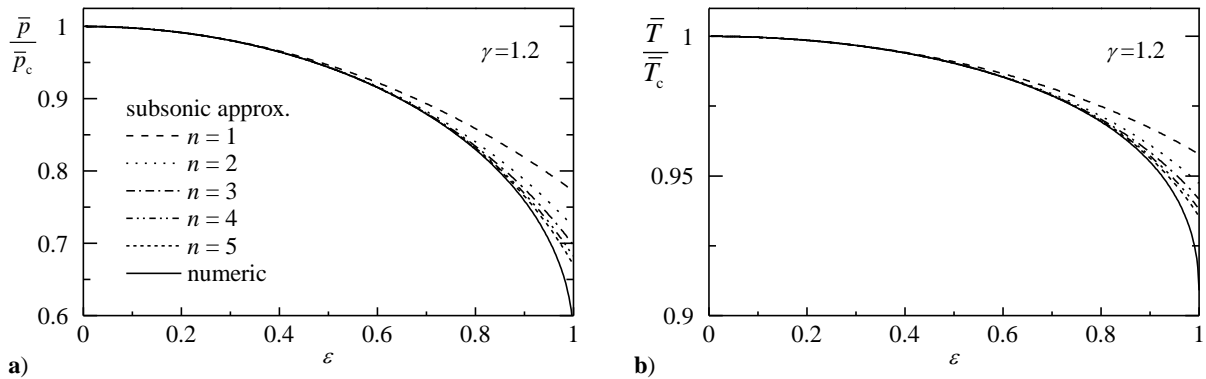 p̅
p̅c
1
0.9
0.8
0.7
0.6
γ=1.2
subsonic approx.
n = 1
n = 2
n = 3
n = 4
n = 5
numeric
0 0.2 0.4 0.6 0.8 1
ε
a)
T̅
T̅c
1
0.95
0.9
γ=1.2
0 0.2 0.4 0.6 0.8 1
ε
b)